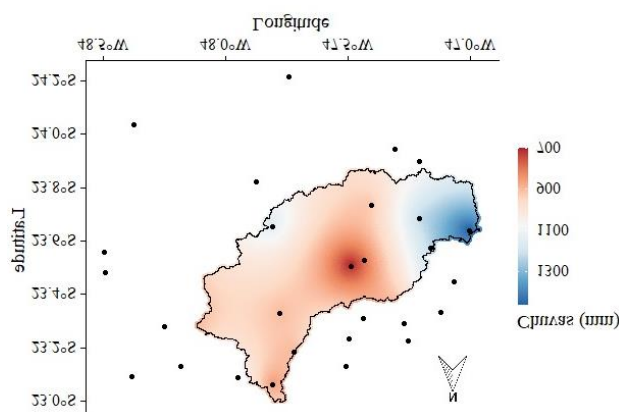 Longitude
48.5°W 48.0°W 47.5°W 47.0°W
24.2°S
24.0°S
23.8°S
23.6°S
23.4°S
23.2°S
23.0°S
Latitude
700
900
1100
1300
Chuvas (mm)
N